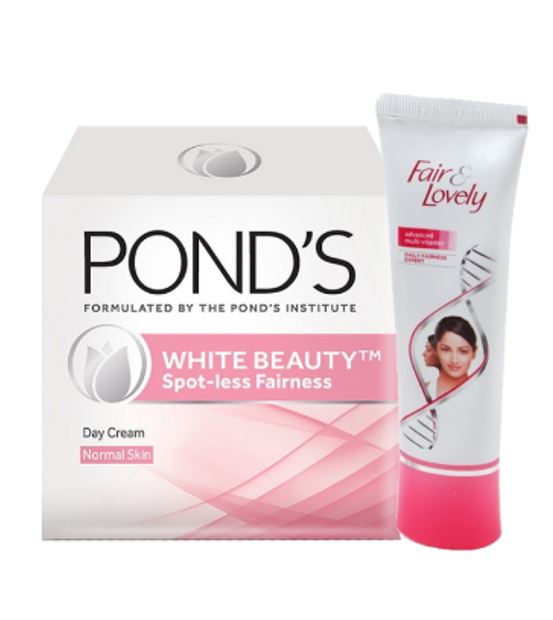 POND'S
FORMULATED BY THE POND'S INSTITUTE
WHITE BEAUTY™
Spot-less Fairness
Day Cream
Normal Skin
Fair &
Lovely
advanced
multi vitamin
DAILY FAIRNESS
EXPERT